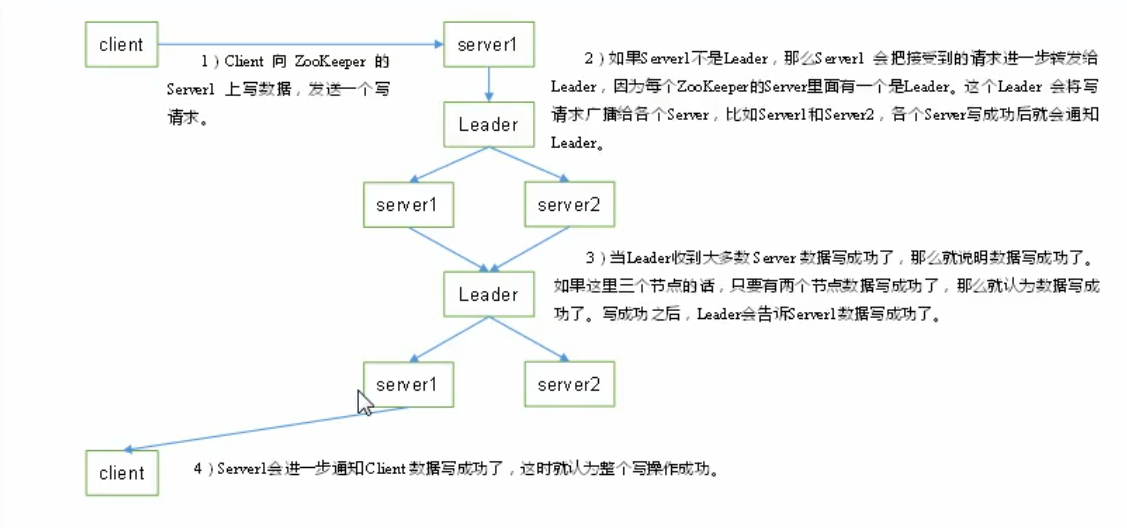 client
server1
1）Client 向 ZooKeeper 的
Server1 上写数据，发送一个写
请求。
2）如果Server1不是Leader，那么Server1 会把接受到的请求进一步转发给
Leader，因为每个ZooKeeper的Server里面有一个是Leader。这个Leader 会将写
请求广播给各个Server，比如Server1和Server2，各个Server写成功后就会通知
Leader。
Leader
server1
server2
3）当Leader收到大多数 Server 数据写成功了，那么就说明数据写成功了。
如果这里三个节点的话，只要有两个节点数据写成功了，那么就认为数据写成
功了。写成功之后，Leader会告诉Server1数据写成功了。
Leader
server1
server2
client
4）Server1会进一步通知Client 数据写成功了，这时就认为整个写操作成功。